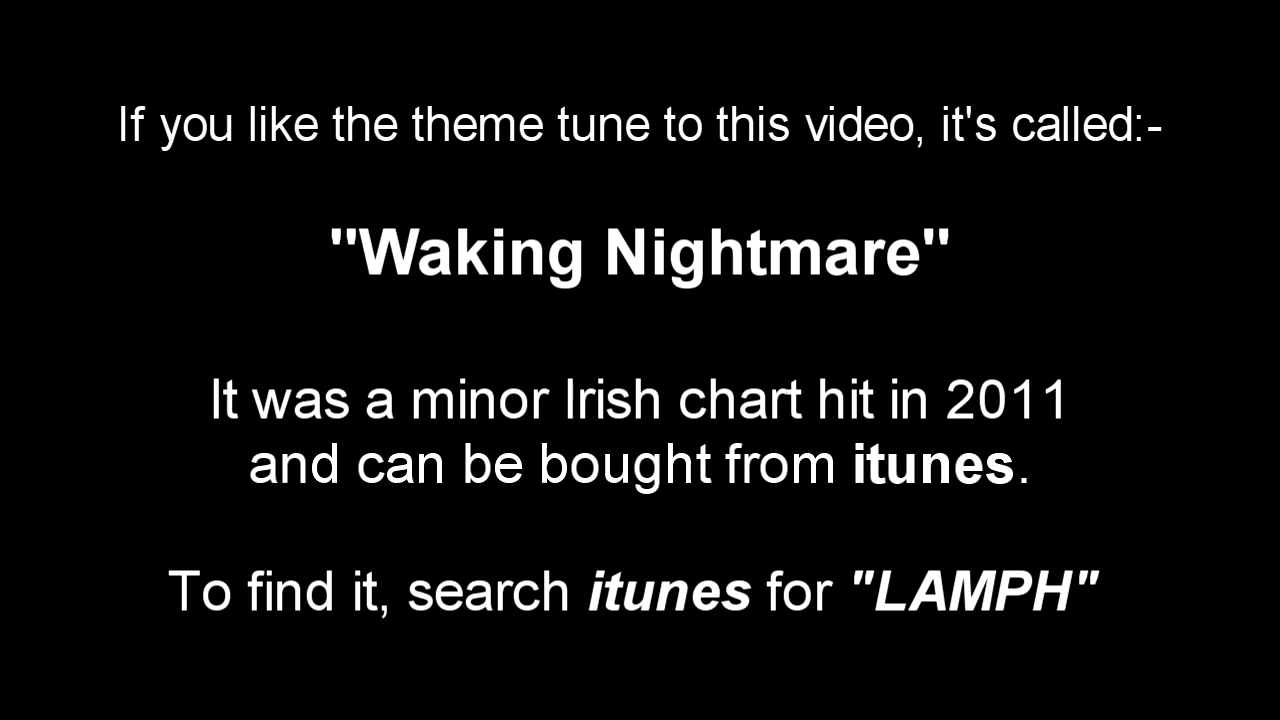 If you like the theme tune to this video, it's called:-
"Waking Nightmare"
It was a minor Irish chart hit in 2011
and can be bought from itunes.
To find it, search itunes for "LAMPH"